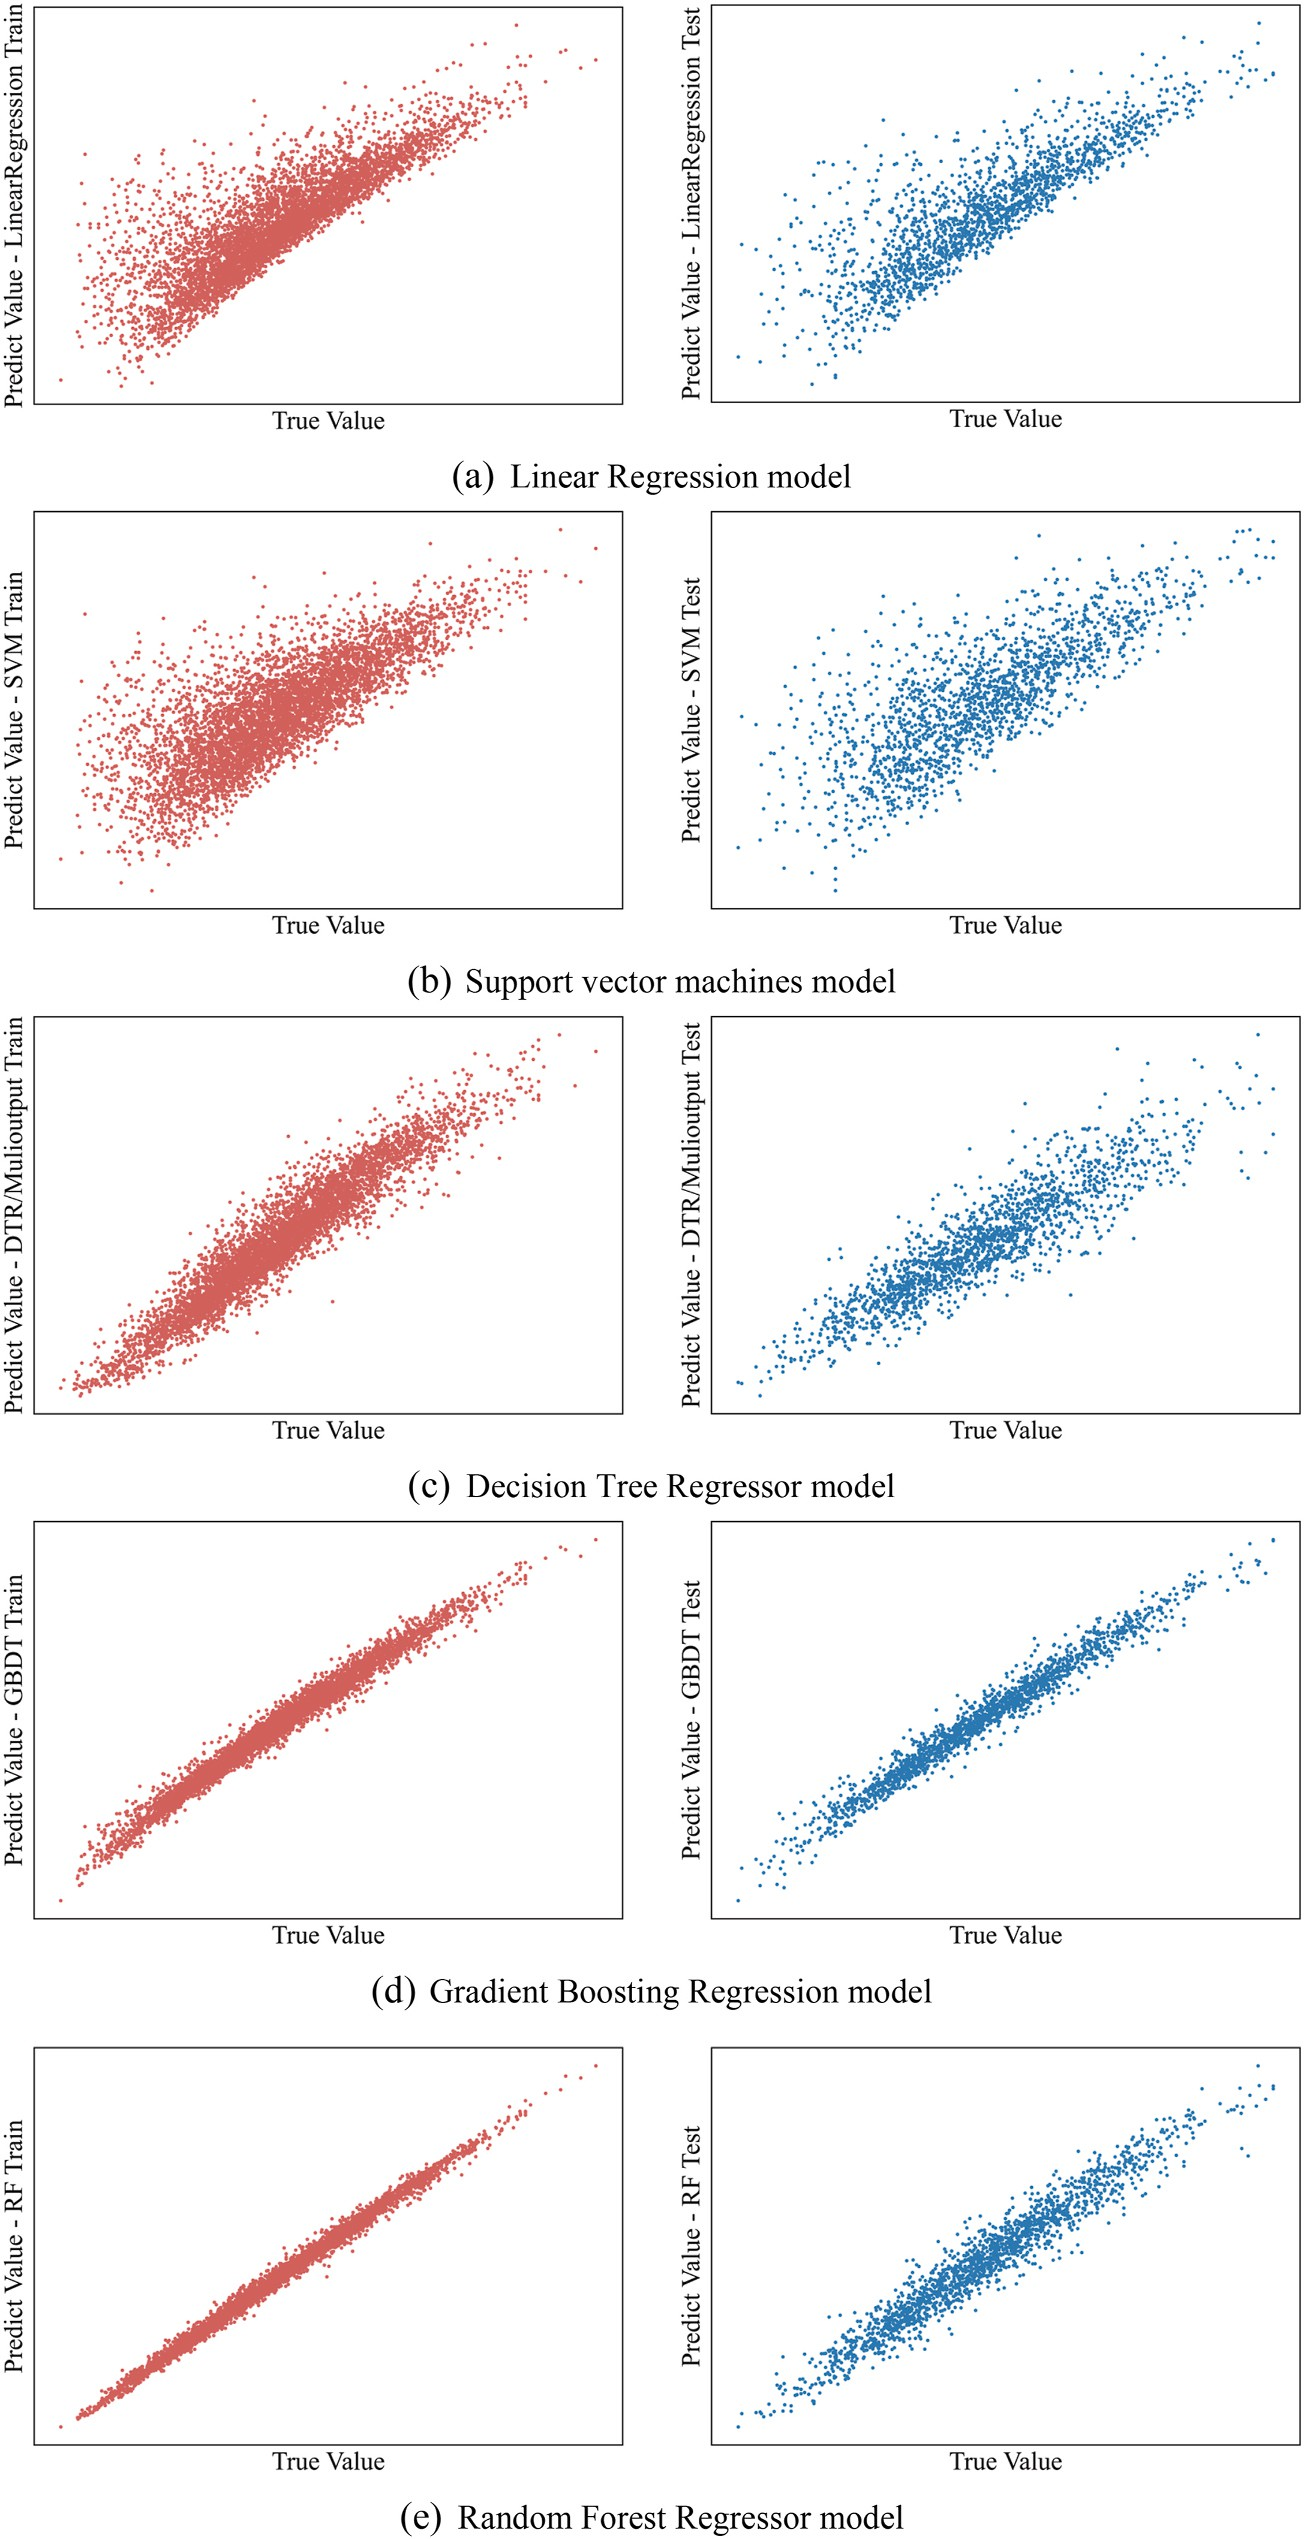 Predict Value - LinearRegression Train
Predict Value - LinearRegression Test
True Value
True Value
(a) Linear Regression model
Predict Value - SVM Train
Predict Value - SVM Test
True Value
True Value
(b) Support vector machines model
Predict Value - DTR/Mulioutput Train
Predict Value - DTR/Mulioutput Test
True Value
True Value
(c) Decision Tree Regressor model
Predict Value - GBDT Train
Predict Value - GBDT Test
True Value
True Value
(d) Gradient Boosting Regression model
Predict Value - RF Train
Predict Value - RF Test
True Value
True Value
(e) Random Forest Regressor model